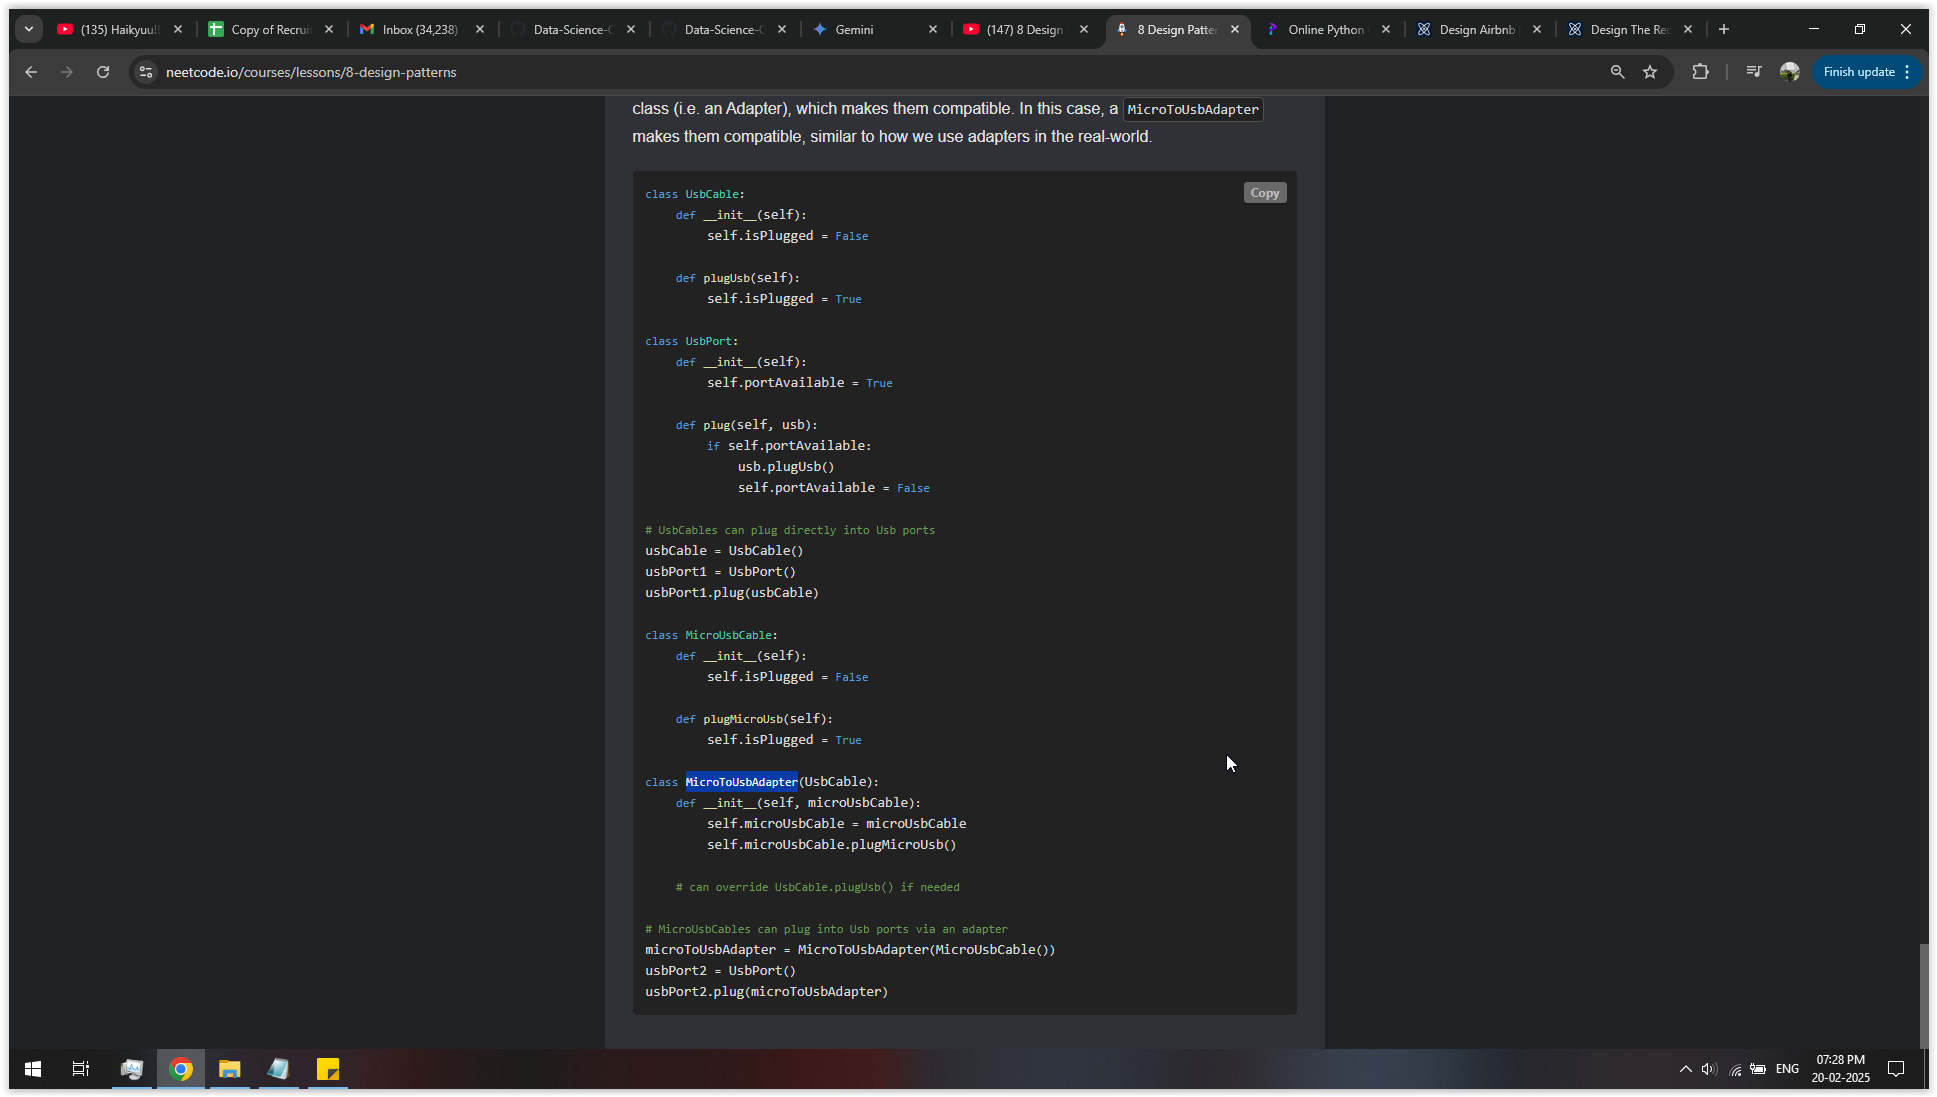 (135) Haikyuu!!
Copy of Recruit
Inbox (34,238)
Data-Science-C
Data-Science-C
Gemini
(147) 8 Design
8 Design Patte
Online Python
Design Airbnb
Design The Red
neetcode.io/courses/lessons/8-design-patterns
Finish update
class (i.e. an Adapter), which makes them compatible. In this case, a MicroToUsbAdapter
makes them compatible, similar to how we use adapters in the real-world.
Copy
class UsbCable:
    def __init__(self):
        self.isPlugged = False
    def plugUsb(self):
        self.isPlugged = True
class UsbPort:
    def __init__(self):
        self.portAvailable = True
    def plug(self, usb):
        if self.portAvailable:
            usb.plugUsb()
            self.portAvailable = False
# UsbCables can plug directly into Usb ports
usbCable = UsbCable()
usbPort1 = UsbPort()
usbPort1.plug(usbCable)
class MicroUsbCable:
    def __init__(self):
        self.isPlugged = False
    def plugMicroUsb(self):
        self.isPlugged = True
class MicroToUsbAdapter(UsbCable):
    def __init__(self, microUsbCable):
        self.microUsbCable = microUsbCable
        self.microUsbCable.plugMicroUsb()
    # can override UsbCable.plugUsb() if needed
# MicroUsbCables can plug into Usb ports via an adapter
microToUsbAdapter = MicroToUsbAdapter(MicroUsbCable())
usbPort2 = UsbPort()
usbPort2.plug(microToUsbAdapter)
ENG
07:28 PM
20-02-2025